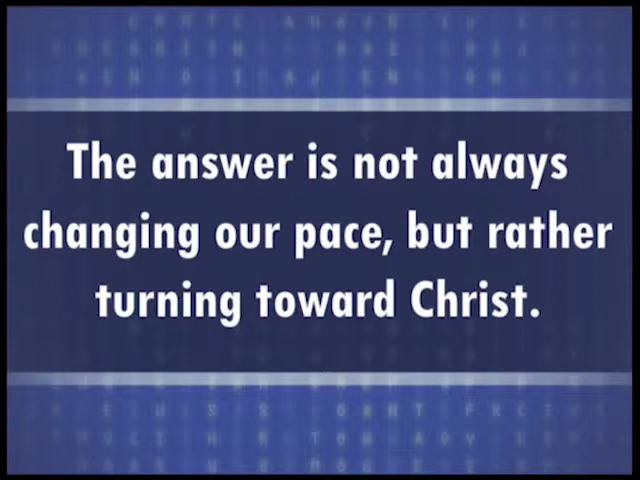 The answer is not always
changing our pace, but rather
turning toward Christ.